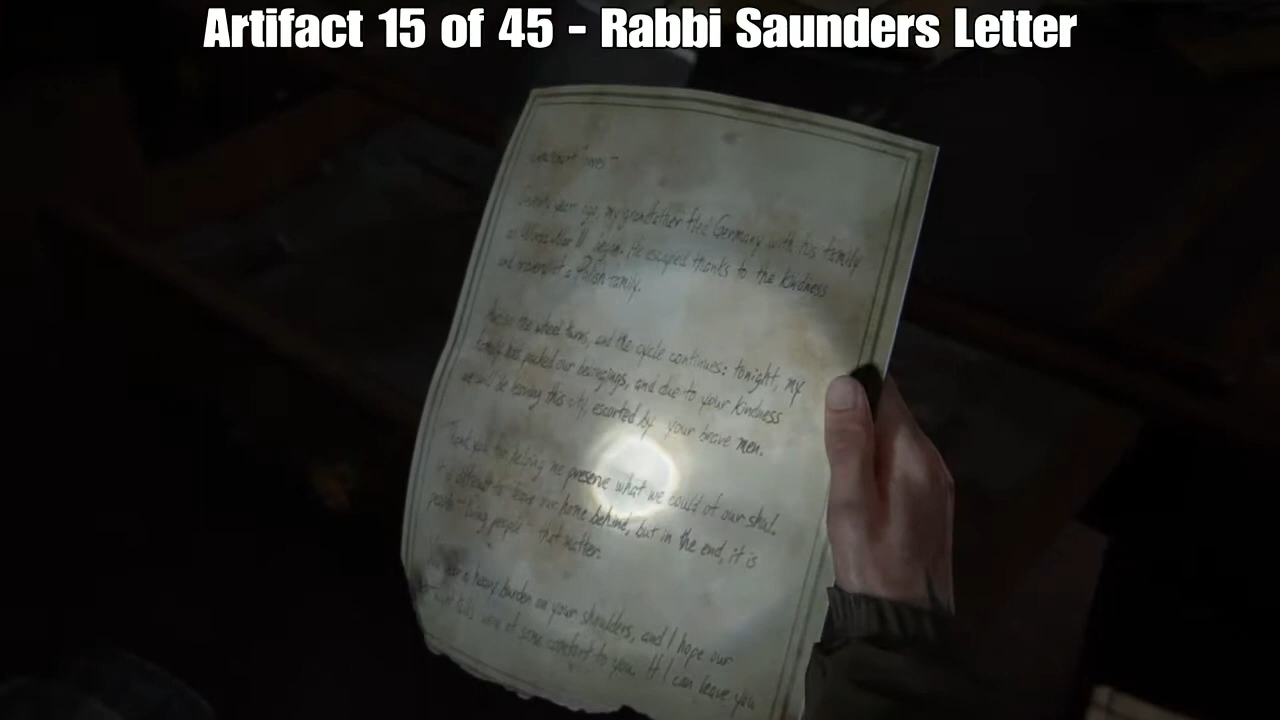 Artifact 15 of 45 - Rabbi Saunders Letter
years ago, my grandfather fled Germany with his family
as World War II began. He escaped thanks to the kindness
and of a Polish family.
the wheel turns, and the cycle continues: tonight, my
family has packed our belongings, and due to your kindness
we will be leaving this city, escorted by your brave men.
Thank you for helping me preserve what we could of our shul.
It is difficult to leave our home behind, but in the end, it is
people - living people - that matter.
a heavy burden on your shoulders, and I hope our
talks were of some comfort to you. If I can leave you